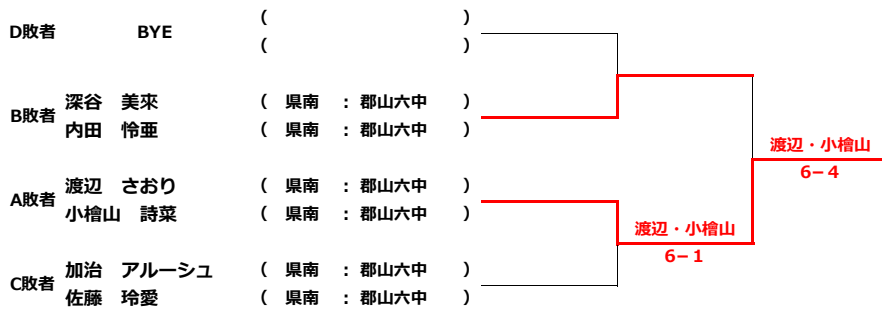 D敗者 BYE ( )
( )
B敗者 深谷 美來 ( 県南 : 郡山六中 )
内田 怜亜 ( 県南 : 郡山六中 )
渡辺・小檜山
6-4
A敗者 渡辺 さおり ( 県南 : 郡山六中 )
小檜山 詩菜 ( 県南 : 郡山六中 )
渡辺・小檜山
6-1
C敗者 加治 アルーシュ ( 県南 : 郡山六中 )
佐藤 玲愛 ( 県南 : 郡山六中 )